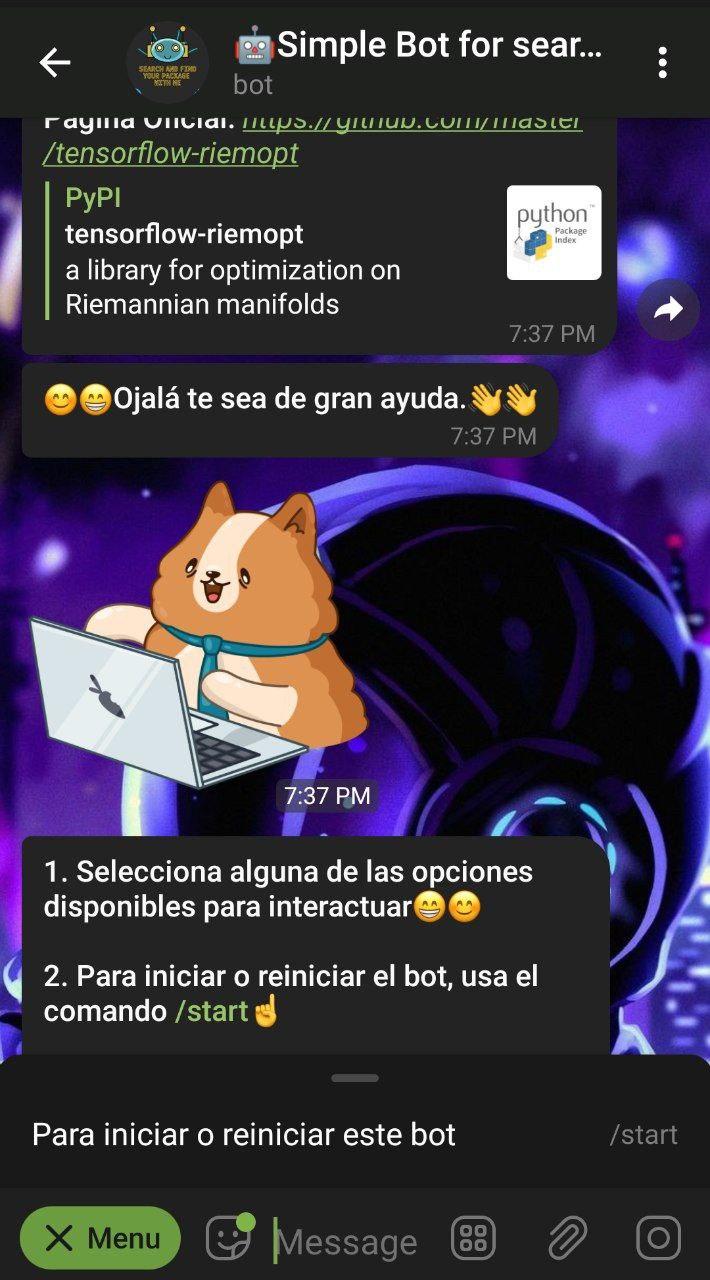 🤖Simple Bot for sear...
bot
SEARCH AND FIND
YOUR PACKAGE
WITH ME
Página Oficial: https://github.com/master
/tensorflow-riemopt
PyPI
tensorflow-riemopt
a library for optimization on
Riemannian manifolds
python™
Package
Index
7:37 PM
😊😁Ojalá te sea de gran ayuda.👋👋
7:37 PM
7:37 PM
1. Selecciona alguna de las opciones
disponibles para interactuar😁😊
2. Para iniciar o reiniciar el bot, usa el
comando /start☝
Para iniciar o reiniciar este bot
/start
Menu
Message